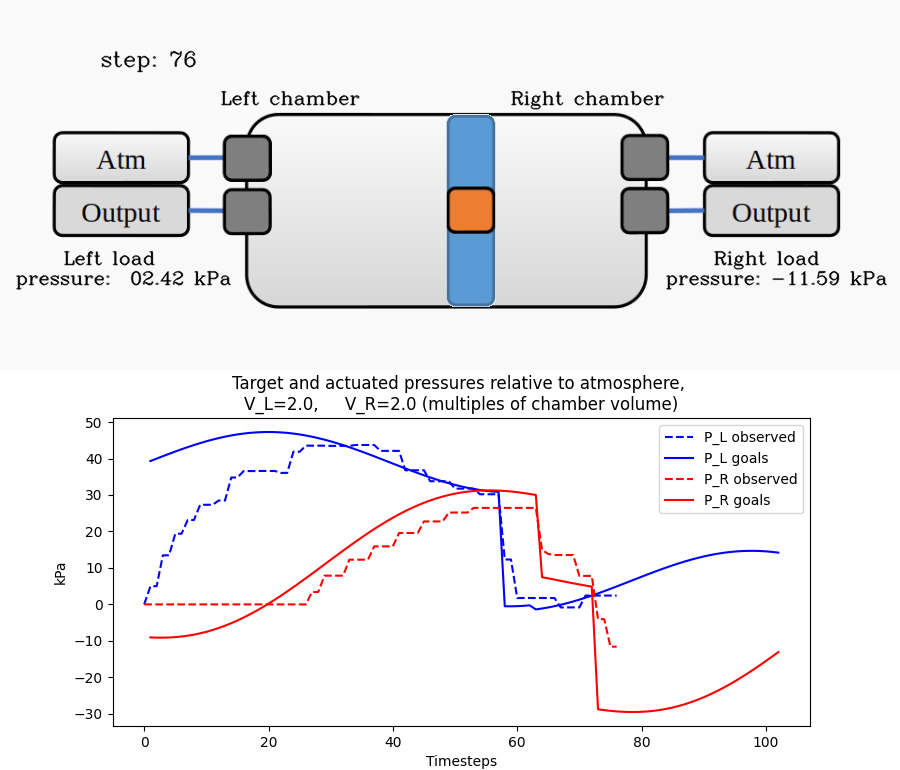 step: 76
Left chamber
Right chamber
Atm
Atm
Output
Output
Left load
pressure: 02.42 kPa
Right load
pressure: −11.59 kPa
Target and actuated pressures relative to atmosphere,
V_L=2.0, V_R=2.0 (multiples of chamber volume)
50
40
30
20
10
0
−10
−20
−30
kPa
P_L observed
P_L goals
P_R observed
P_R goals
0 20 40 60 80 100
Timesteps